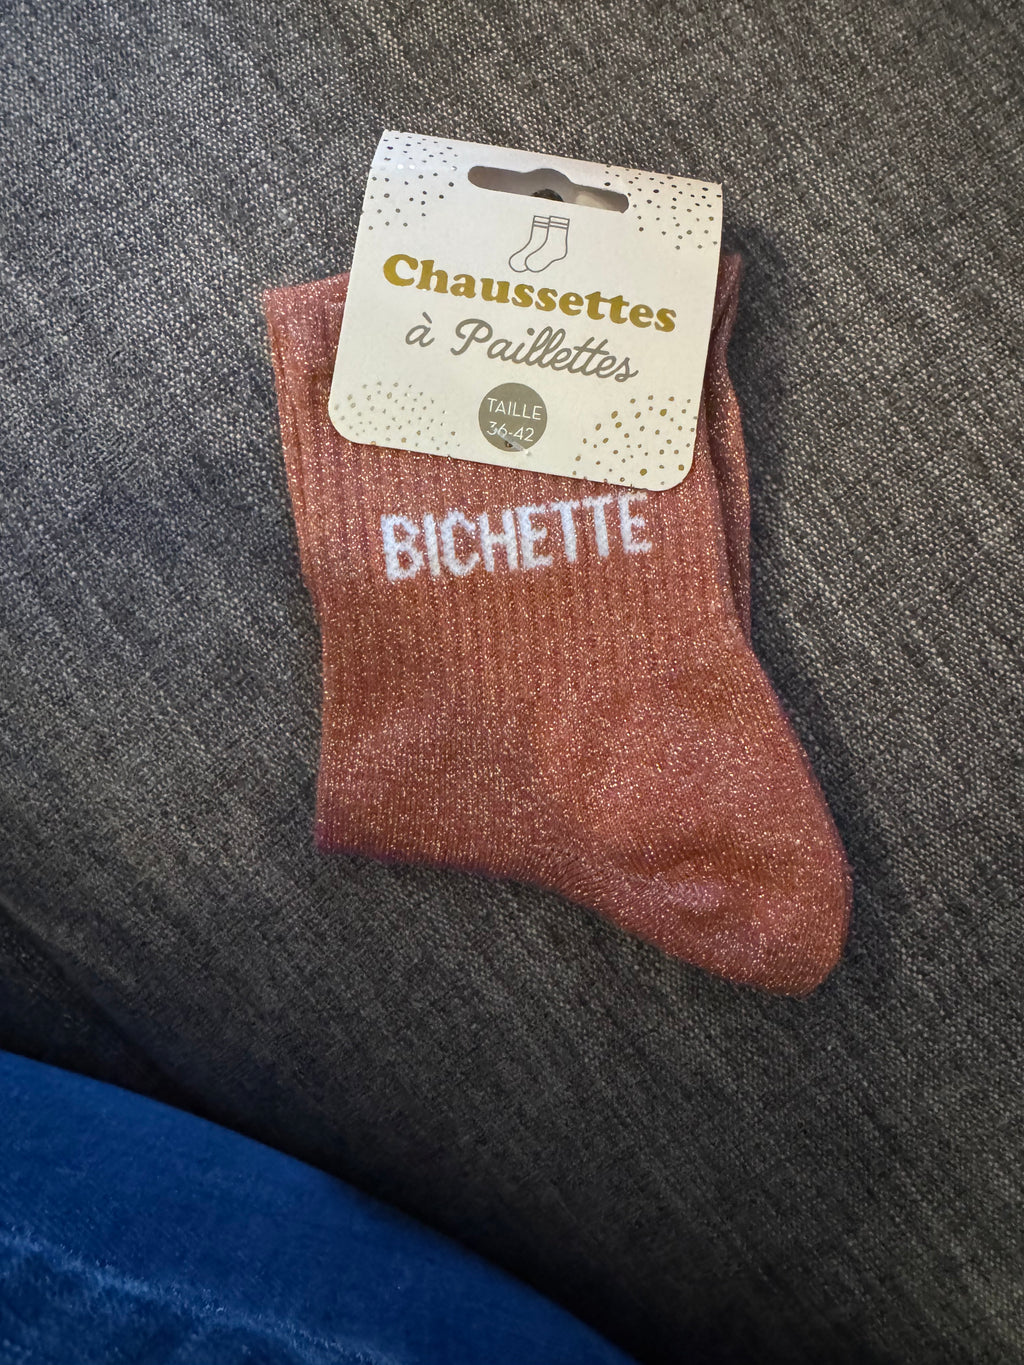 Chaussettes
à Paillettes
TAILLE
36-42
BICHETTE